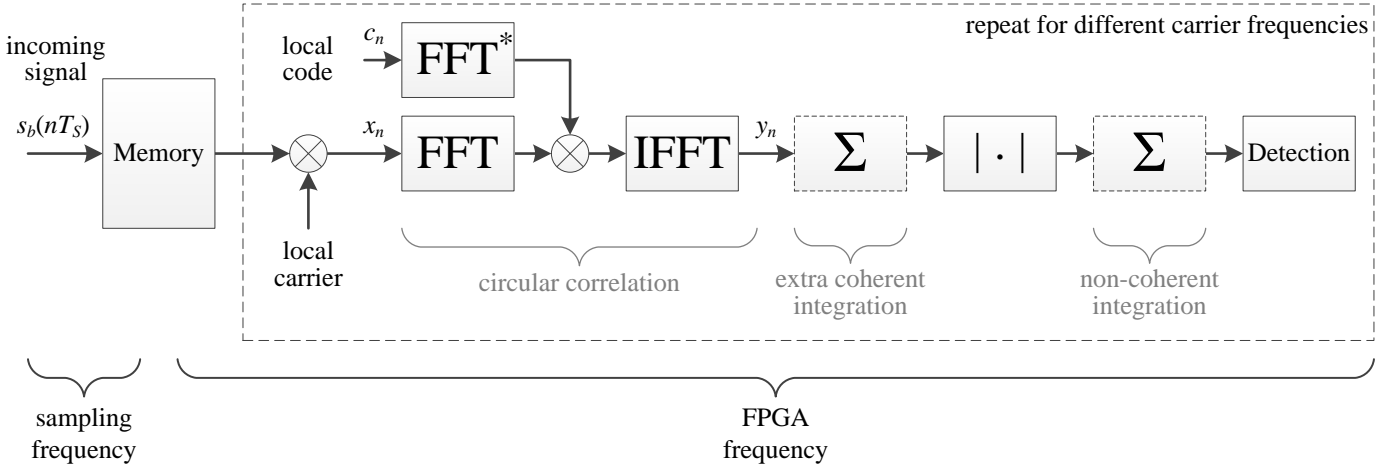 repeat for different carrier frequencies
incoming
signal
s_b(nT_S)
Memory
local
code
c_n
FFT*
x_n
FFT
IFFT
y_n
Σ
| · |
Σ
Detection
local
carrier
circular correlation
extra coherent
integration
non-coherent
integration
sampling
frequency
FPGA
frequency